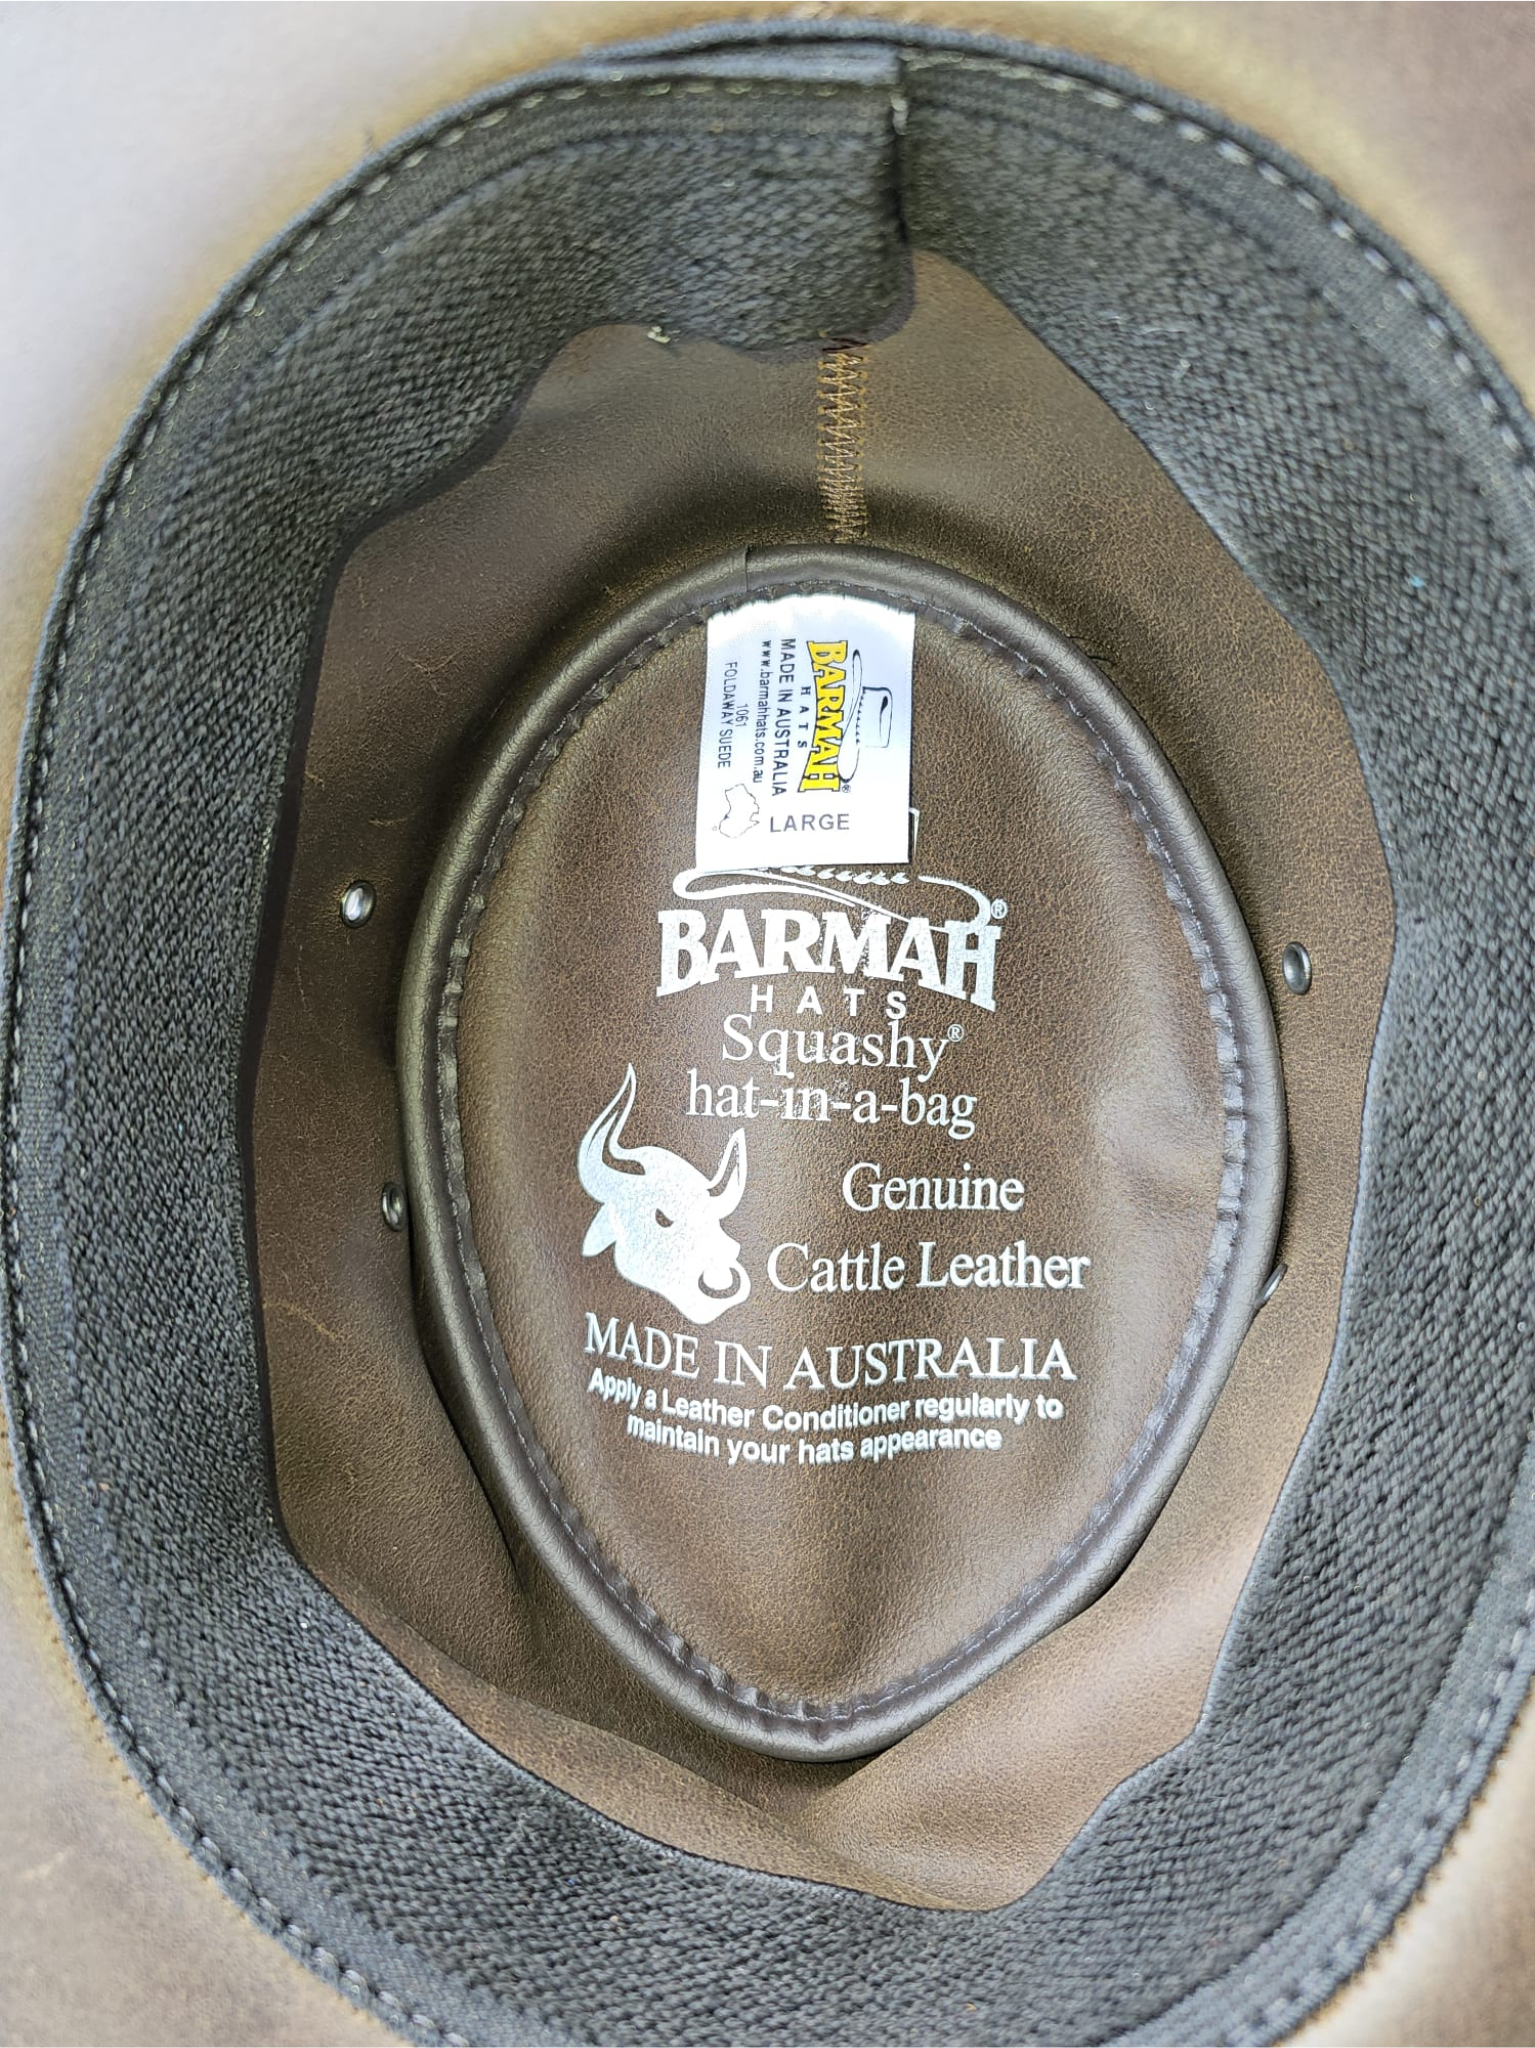 BARMAH®
HATS
MADE IN AUSTRALIA
www.barmahhats.com.au
1061
FOLDAWAY SUEDE
LARGE
BARMAH®
HATS
Squashy®
hat-in-a-bag
Genuine
Cattle Leather
MADE IN AUSTRALIA
Apply a Leather Conditioner regularly to
maintain your hats appearance